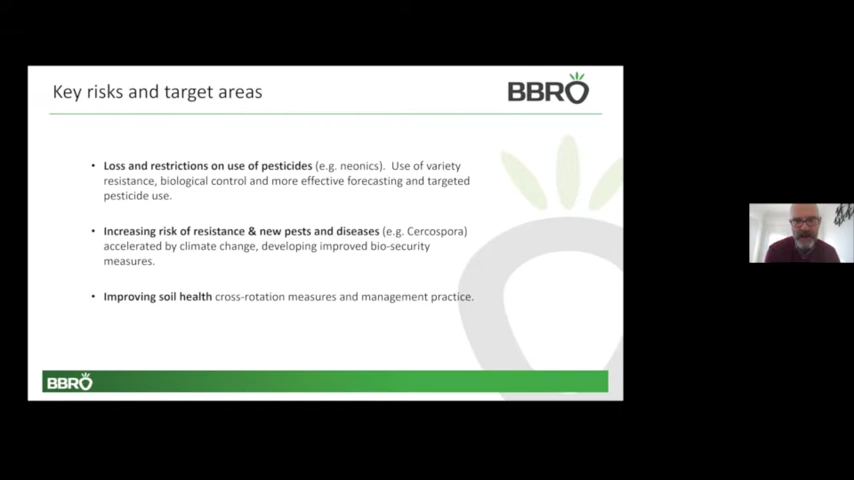 Key risks and target areas
BBRO
• Loss and restrictions on use of pesticides (e.g. neonics). Use of variety
resistance, biological control and more effective forecasting and targeted
pesticide use.
• Increasing risk of resistance & new pests and diseases (e.g. Cercospora)
accelerated by climate change, developing improved bio-security
measures.
• Improving soil health cross-rotation measures and management practice.
BBRO